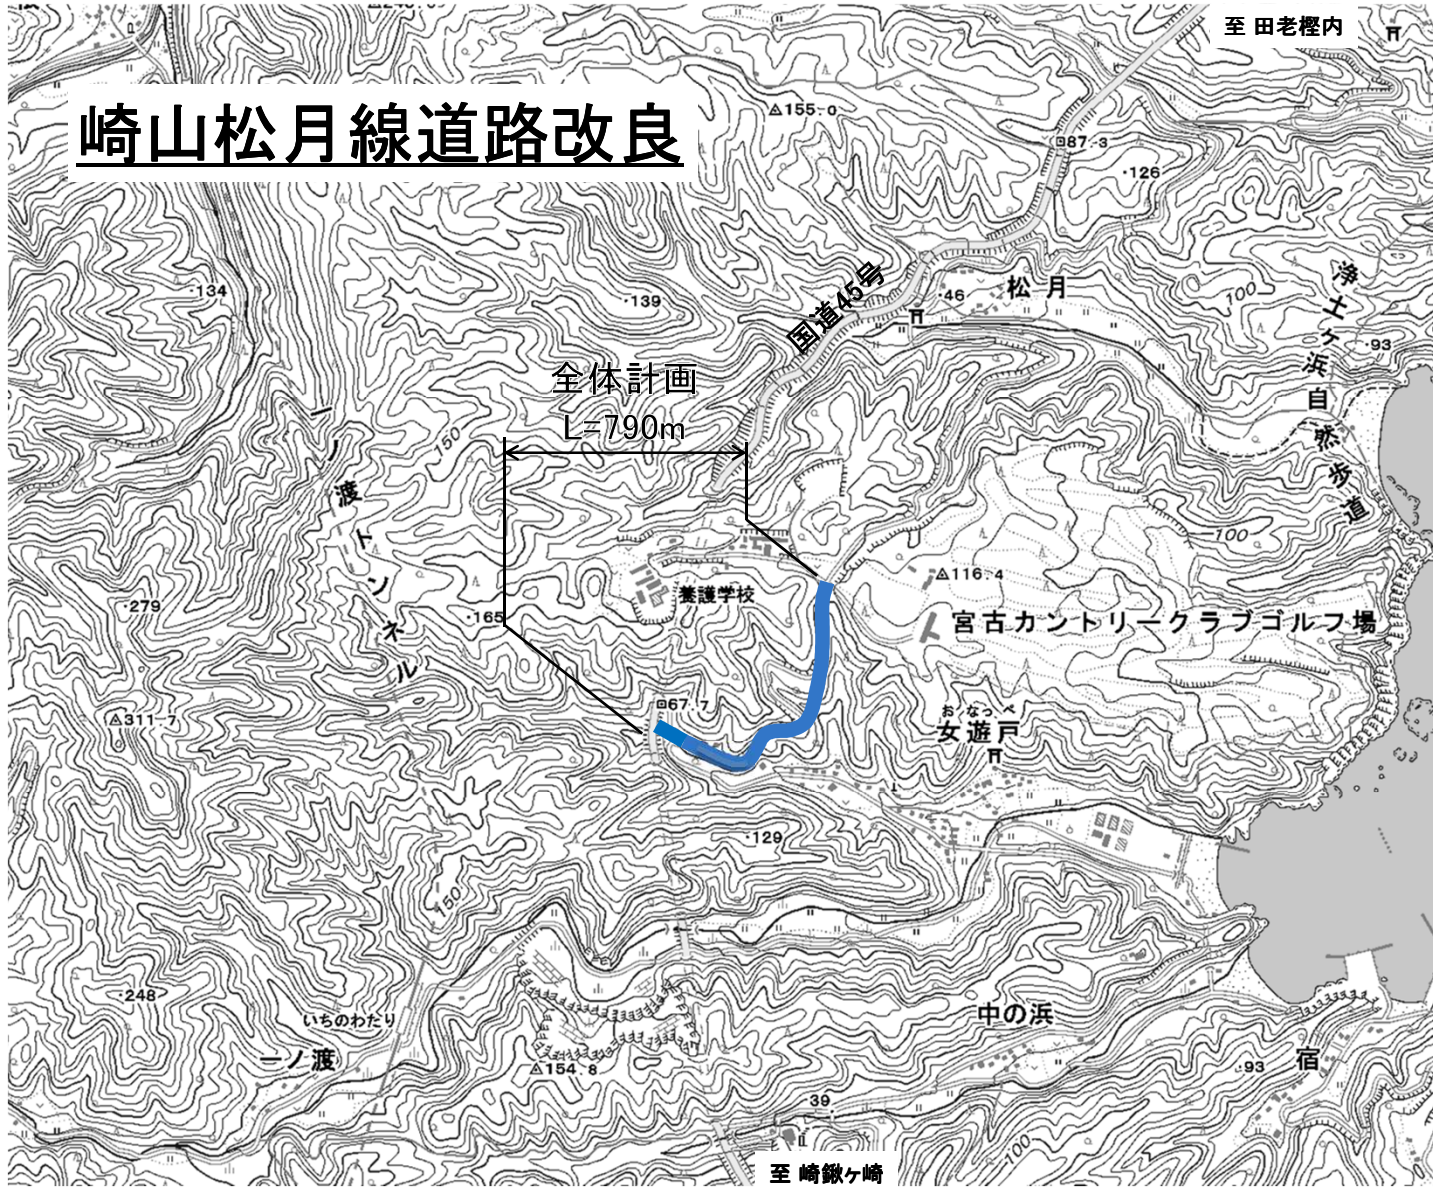 至 田老樫内
崎山松月線道路改良
155.0
87.3
126
134
139
国道45号
46
松月
100
浄土ヶ浜自然歩道
93
全体計画
L=790m
150
一ノ渡トンネル
100
116.4
養護学校
279
165
宮古カントリークラブゴルフ場
311.7
67.7
おなっぺ
女遊戸
129
150
248
いちのわたり
一ノ渡
中の浜
154.8
93
宿
39
100
至 崎鍬ヶ崎